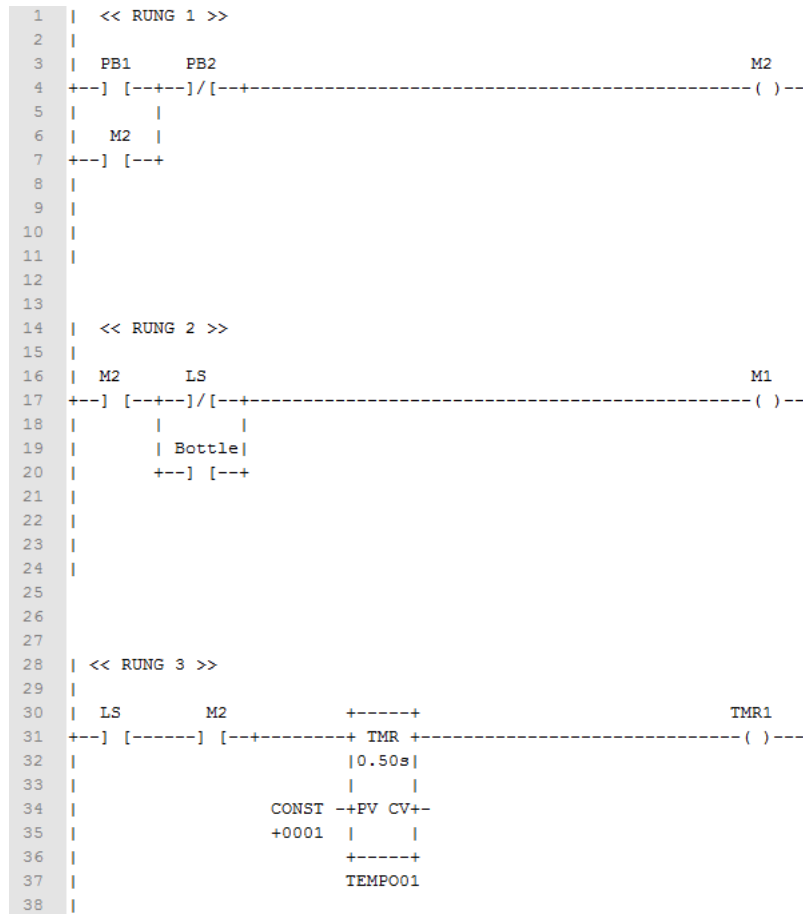 1 | << RUNG 1 >>
2 |
3 | PB1 PB2 M2
4 +--] [--+--]/[--+-----------------------------------------------( )--
5 | |
6 | M2 |
7 +--] [--+
8 |
9 |
10 |
11 |
12
13
14 | << RUNG 2 >>
15 |
16 | M2 LS M1
17 +--] [--+--]/[--+-----------------------------------------------( )--
18 | | |
19 | | Bottle|
20 | +--] [--+
21 |
22 |
23 |
24 |
25
26
27
28 | << RUNG 3 >>
29 |
30 | LS M2 +-----+ TMR1
31 +--] [------] [--+--------+ TMR +------------------------------( )---
32 | |0.50s|
33 | | |
34 | CONST -+PV CV+-
35 | +0001 | |
36 | +-----+
37 | TEMPO01
38 |